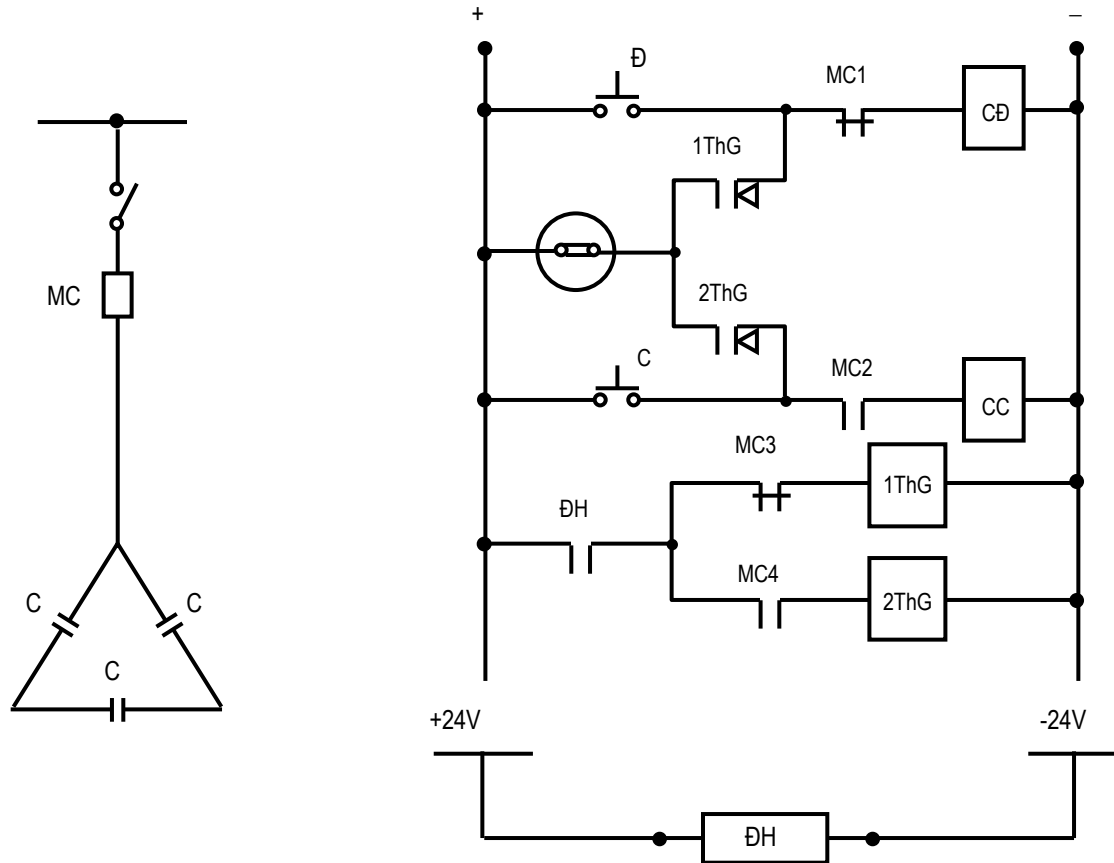 + –
Đ
MC1
CĐ
1ThG
MC
2ThG
C
MC2
CC
MC3
1ThG
ĐH
MC4
2ThG
C C
C
+24V -24V
ĐH